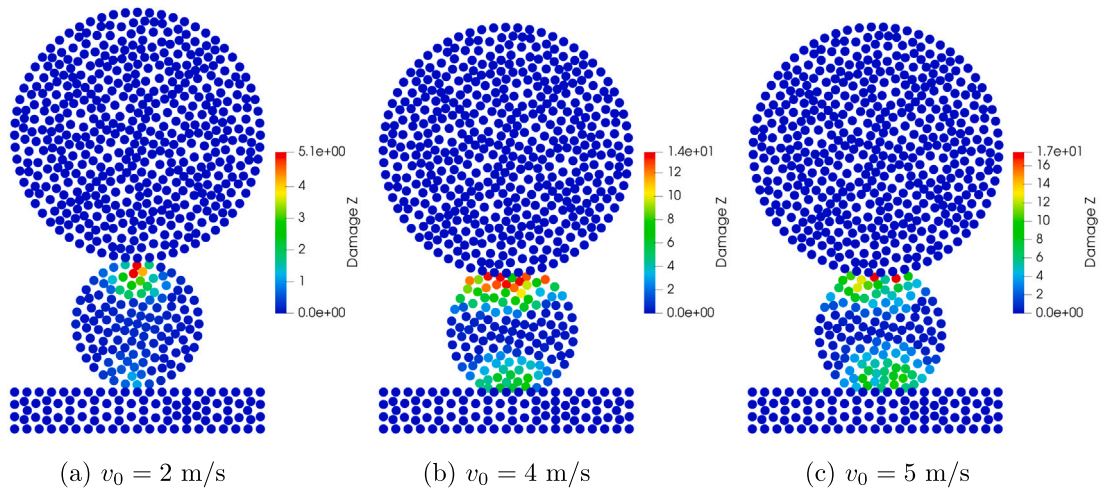 5.1e+00
4
3
2
1
0.0e+00
Damage Z
1.4e+01
12
10
8
6
4
2
0.0e+00
Damage Z
1.7e+01
16
14
12
10
8
6
4
2
0.0e+00
Damage Z
(a) v₀ = 2 m/s
(b) v₀ = 4 m/s
(c) v₀ = 5 m/s